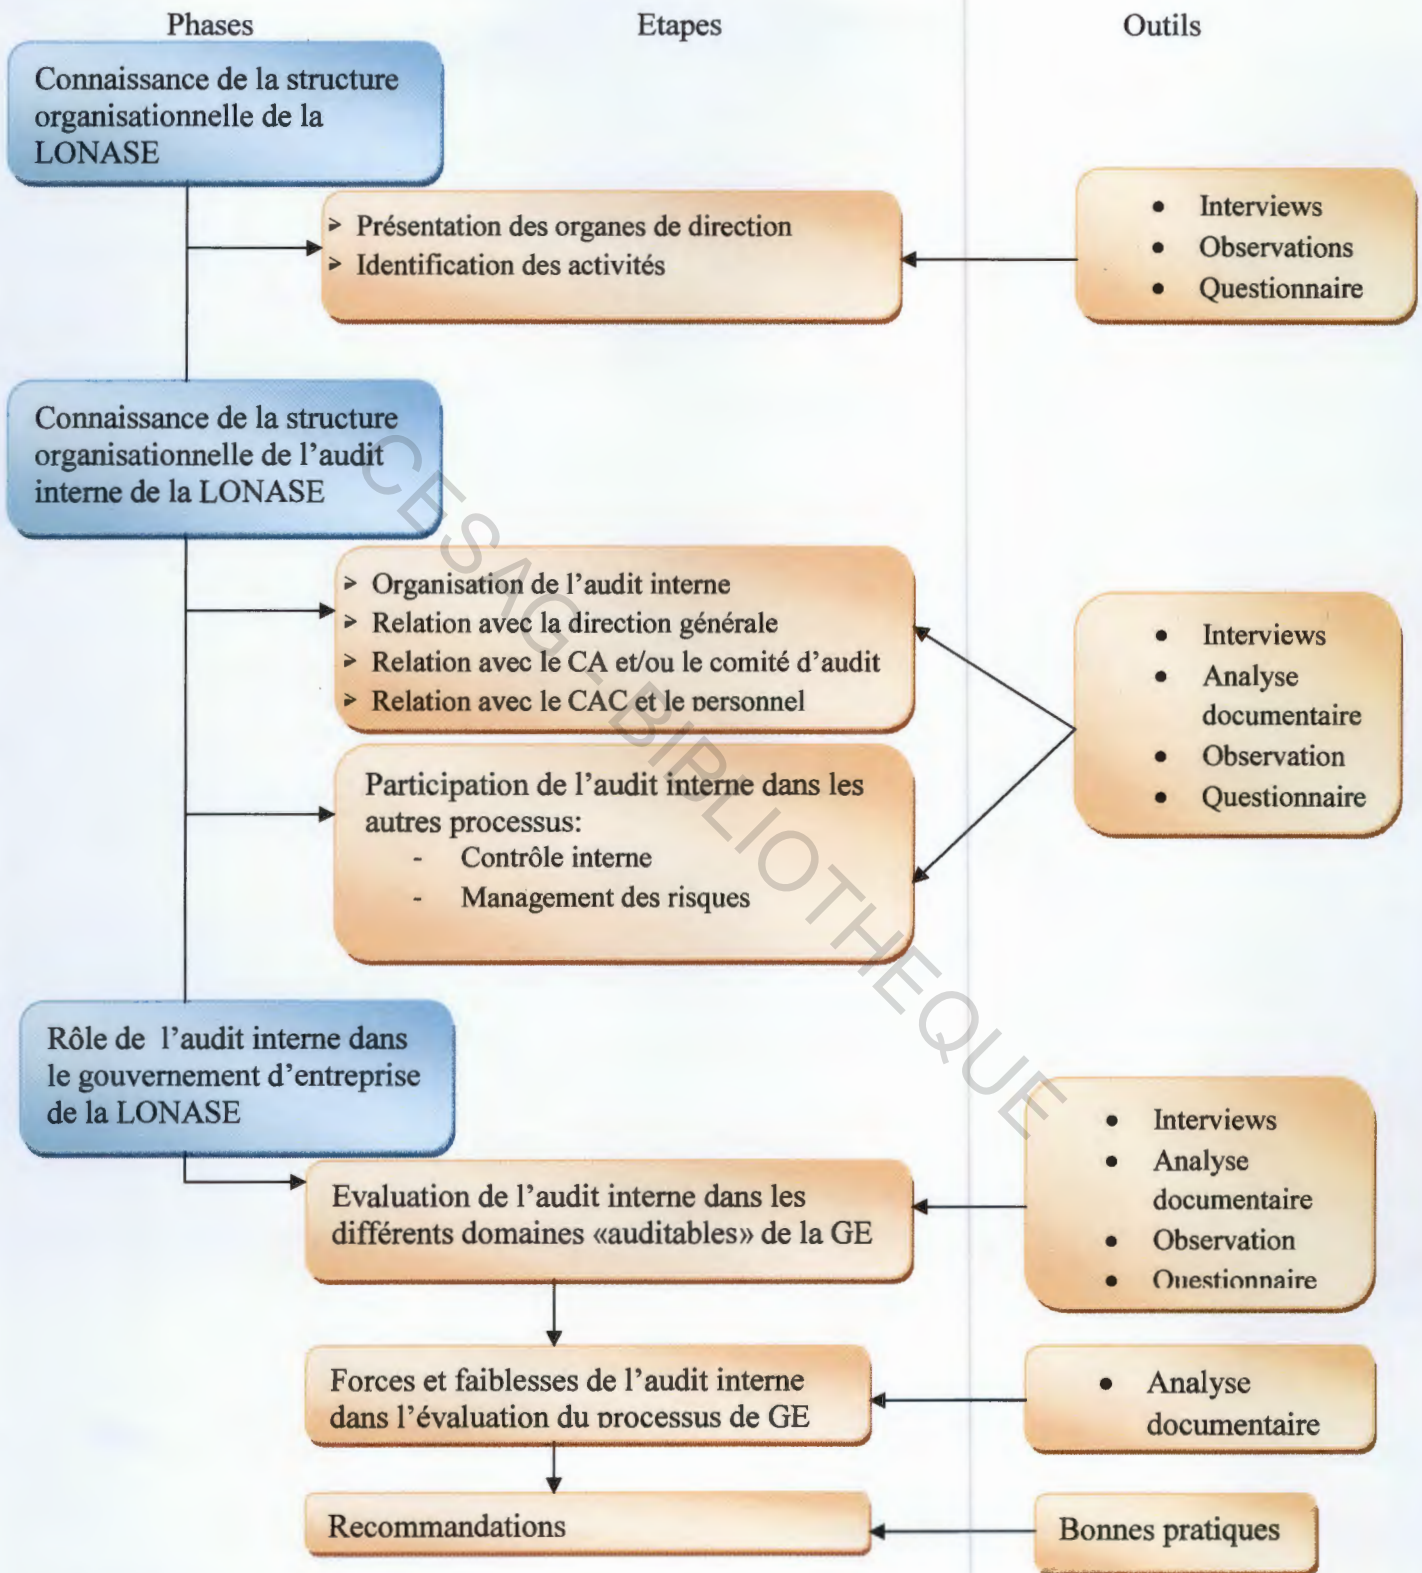 Phases Etapes Outils
Connaissance de la structure
organisationnelle de la
LONASE
➢ Présentation des organes de direction
➢ Identification des activités
• Interviews
• Observations
• Questionnaire
Connaissance de la structure
organisationnelle de l’audit
interne de la LONASE
➢ Organisation de l’audit interne
➢ Relation avec la direction générale
➢ Relation avec le CA et/ou le comité d’audit
➢ Relation avec le CAC et le personnel
Participation de l’audit interne dans les
autres processus:
- Contrôle interne
- Management des risques
• Interviews
• Analyse
documentaire
• Observation
• Questionnaire
Rôle de l’audit interne dans
le gouvernement d’entreprise
de la LONASE
Evaluation de l’audit interne dans les
différents domaines «auditables» de la GE
• Interviews
• Analyse
documentaire
• Observation
• Questionnaire
Forces et faiblesses de l’audit interne
dans l’évaluation du processus de GE
• Analyse
documentaire
Recommandations
Bonnes pratiques
CESAG - BIBLIOTHEQUE